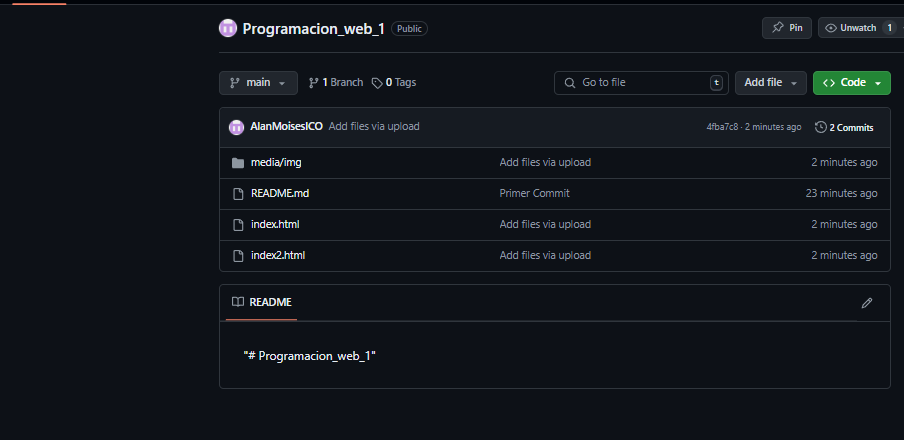 Programacion_web_1 Public Pin Unwatch 1
main 1 Branch 0 Tags Go to file t Add file Code
AlanMoisesICO Add files via upload 4fba7c8 · 2 minutes ago 2 Commits
media/img Add files via upload 2 minutes ago
README.md Primer Commit 23 minutes ago
index.html Add files via upload 2 minutes ago
index2.html Add files via upload 2 minutes ago
README
"# Programacion_web_1"